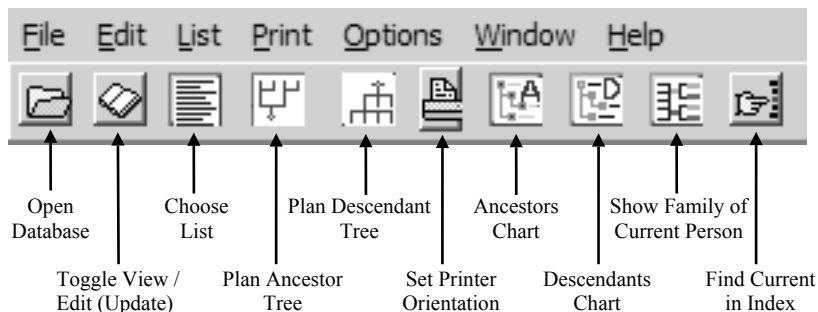 File Edit List Print Options Window Help
A D
Open Database
Choose List
Plan Descendant Tree
Ancestors Chart
Show Family of Current Person
Toggle View / Edit (Update)
Plan Ancestor Tree
Set Printer Orientation
Descendants Chart
Find Current in Index